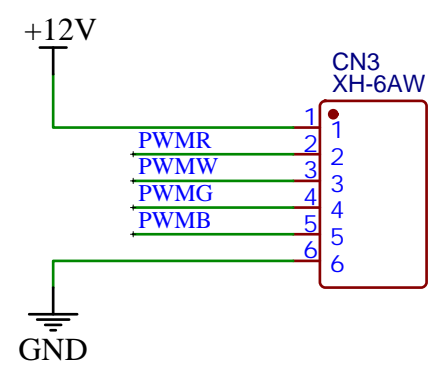 +12V
CN3
XH-6AW
1 1
PWMR 2 2
PWMW 3 3
PWMG 4 4
PWMB 5 5
6 6
GND